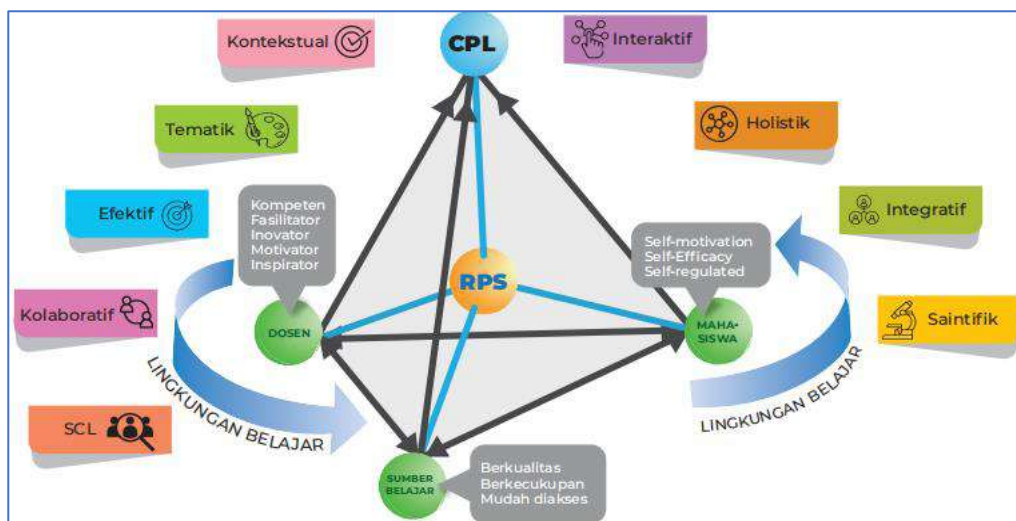 Kontekstual
CPL
Interaktif
Tematik
Holistik
Efektif
Kompeten
Fasilitator
Inovator
Motivator
Inspirator
Self-motivation
Self-Efficacy
Self-regulated
Integratif
RPS
Kolaboratif
DOSEN
MAHA-
SISWA
Saintifik
LINGKUNGAN BELAJAR
LINGKUNGAN BELAJAR
SCL
SUMBER
BELAJAR
Berkualitas
Berkecukupan
Mudah diakses